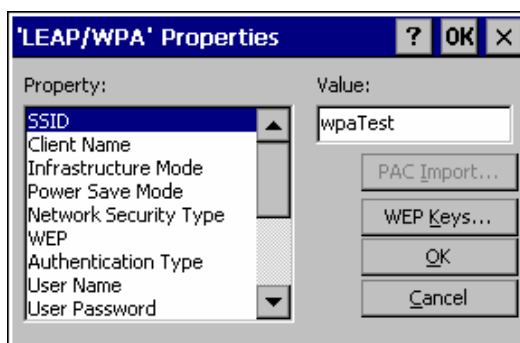 'LEAP/WPA' Properties ? OK ×
Property:
Value:
SSID
Client Name
Infrastructure Mode
Power Save Mode
Network Security Type
WEP
Authentication Type
User Name
User Password
wpaTest
PAC Import...
WEP Keys...
OK
Cancel